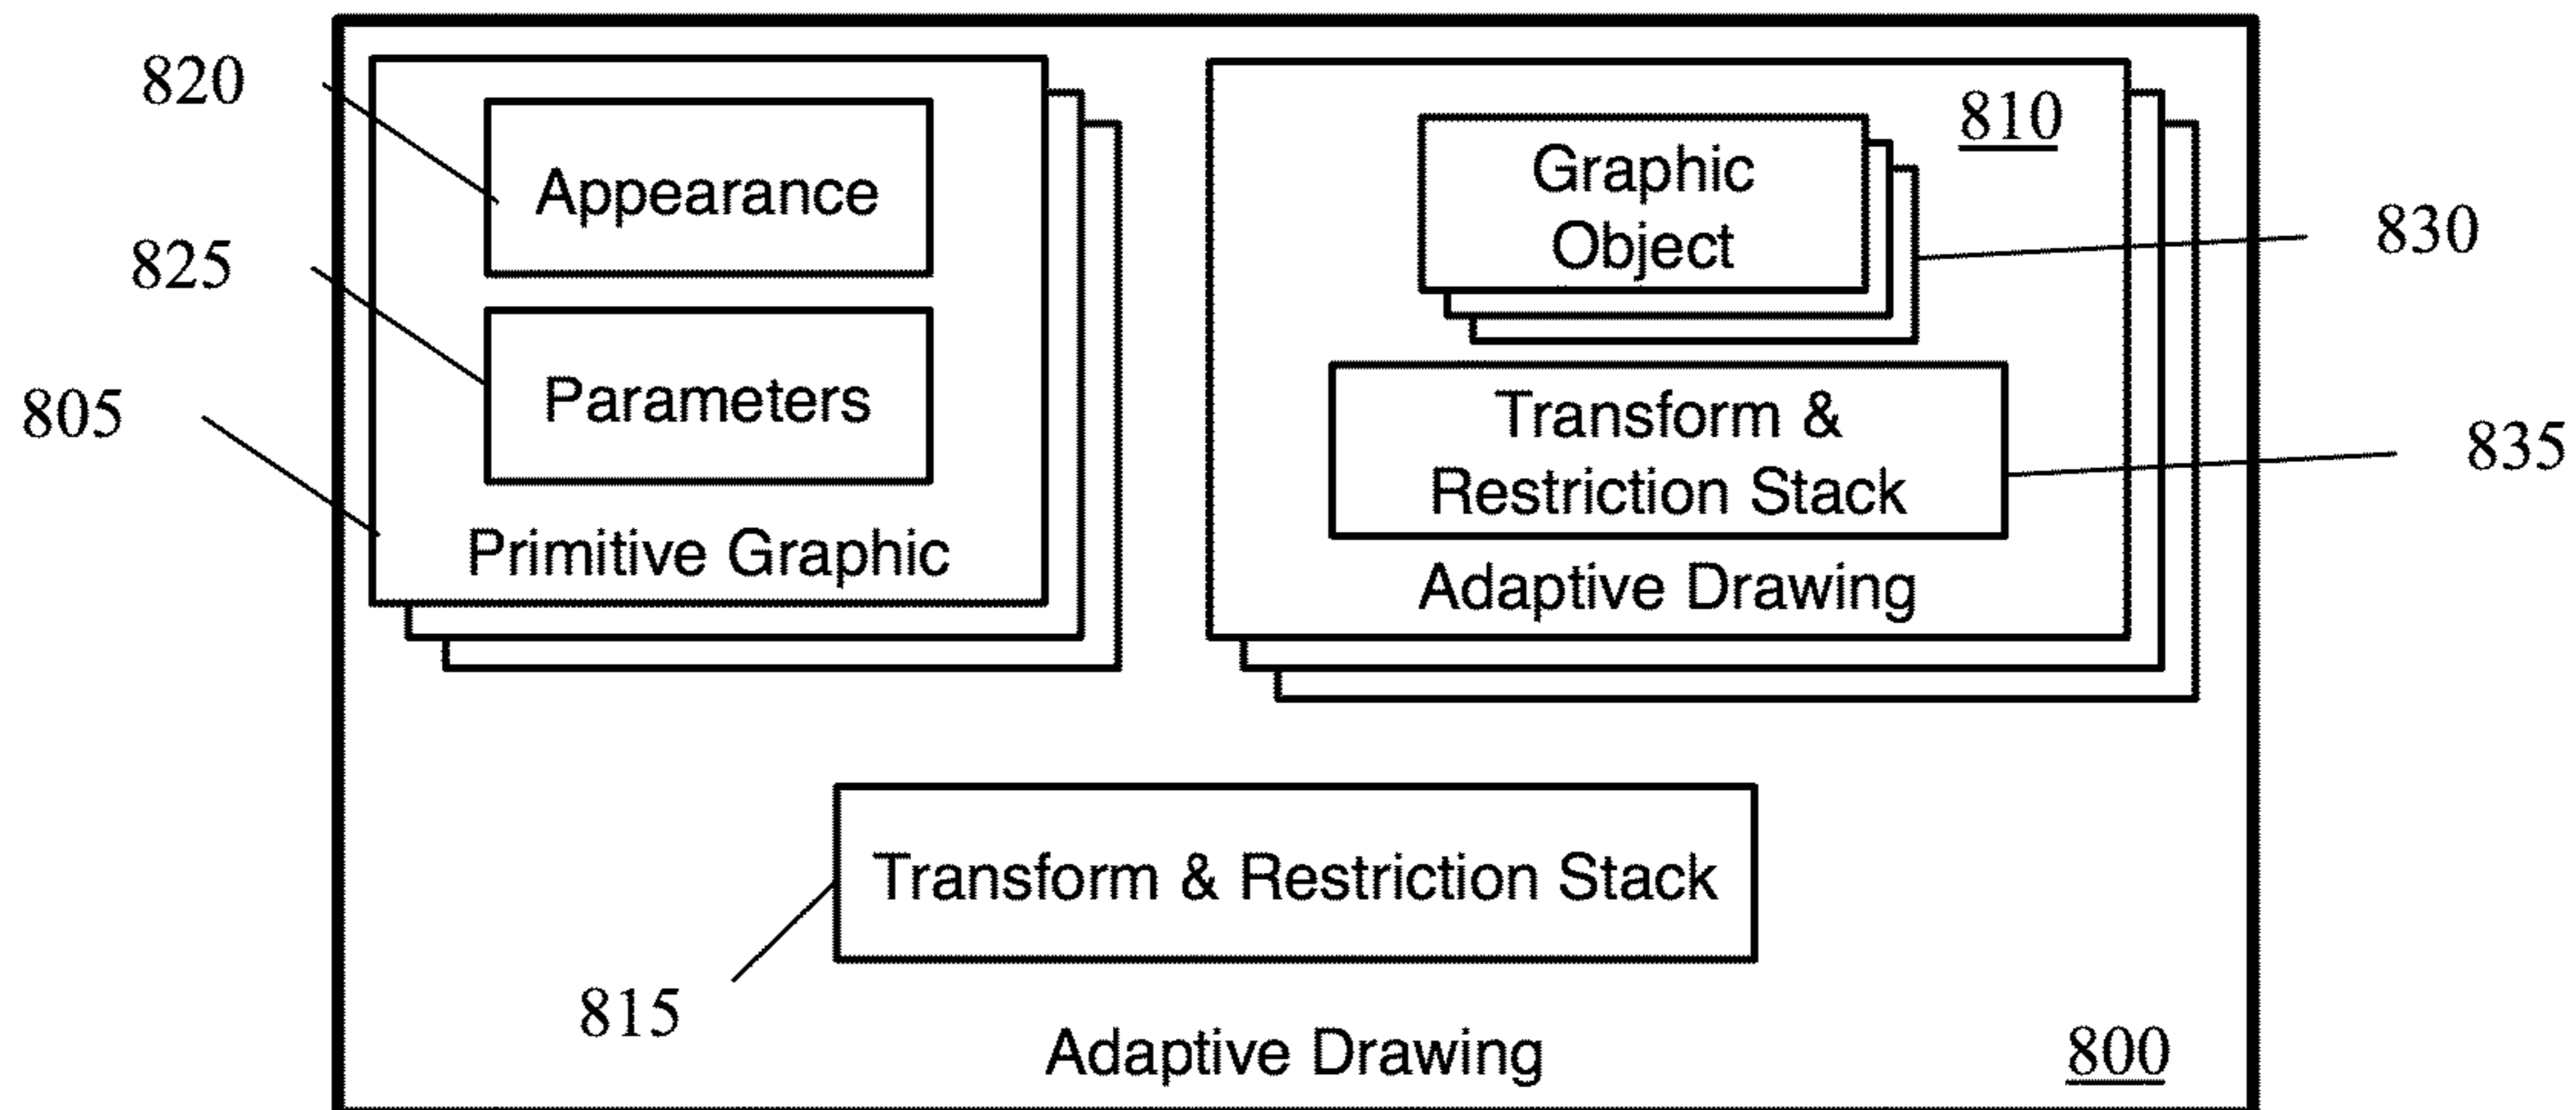 820
Appearance
825
Parameters
805
Primitive Graphic
810
Graphic
Object
830
Transform &
Restriction Stack
835
Adaptive Drawing
Transform & Restriction Stack
815
Adaptive Drawing
800